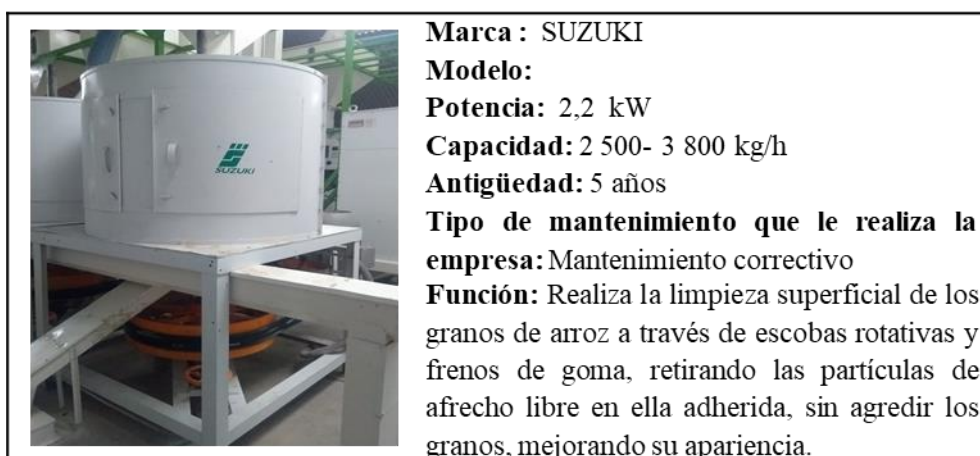 SUZUKI
Marca : SUZUKI
Modelo:
Potencia: 2,2 kW
Capacidad: 2 500- 3 800 kg/h
Antigüedad: 5 años
Tipo de mantenimiento que le realiza la
empresa: Mantenimiento correctivo
Función: Realiza la limpieza superficial de los
granos de arroz a través de escobas rotativas y
frenos de goma, retirando las partículas de
afrecho libre en ella adherida, sin agredir los
granos, mejorando su apariencia.